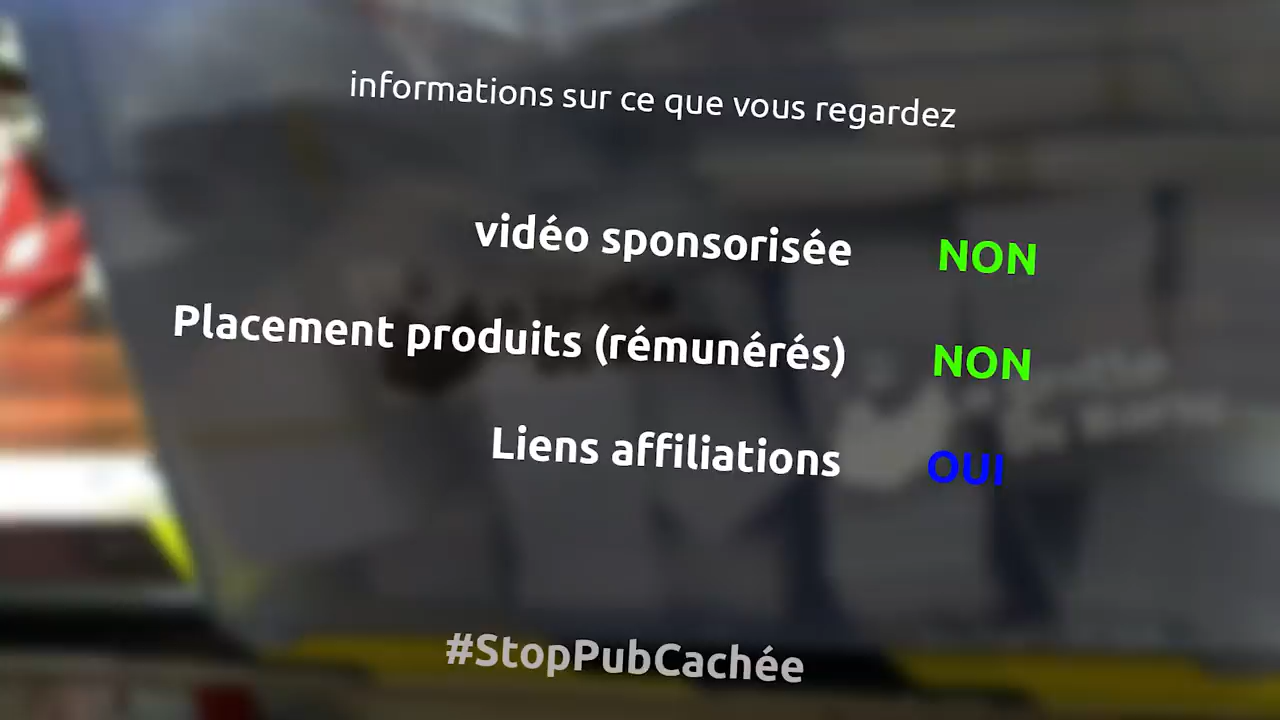 informations sur ce que vous regardez
vidéo sponsorisée NON
Placement produits (rémunérés) NON
Liens affiliations OUI
#StopPubCachée